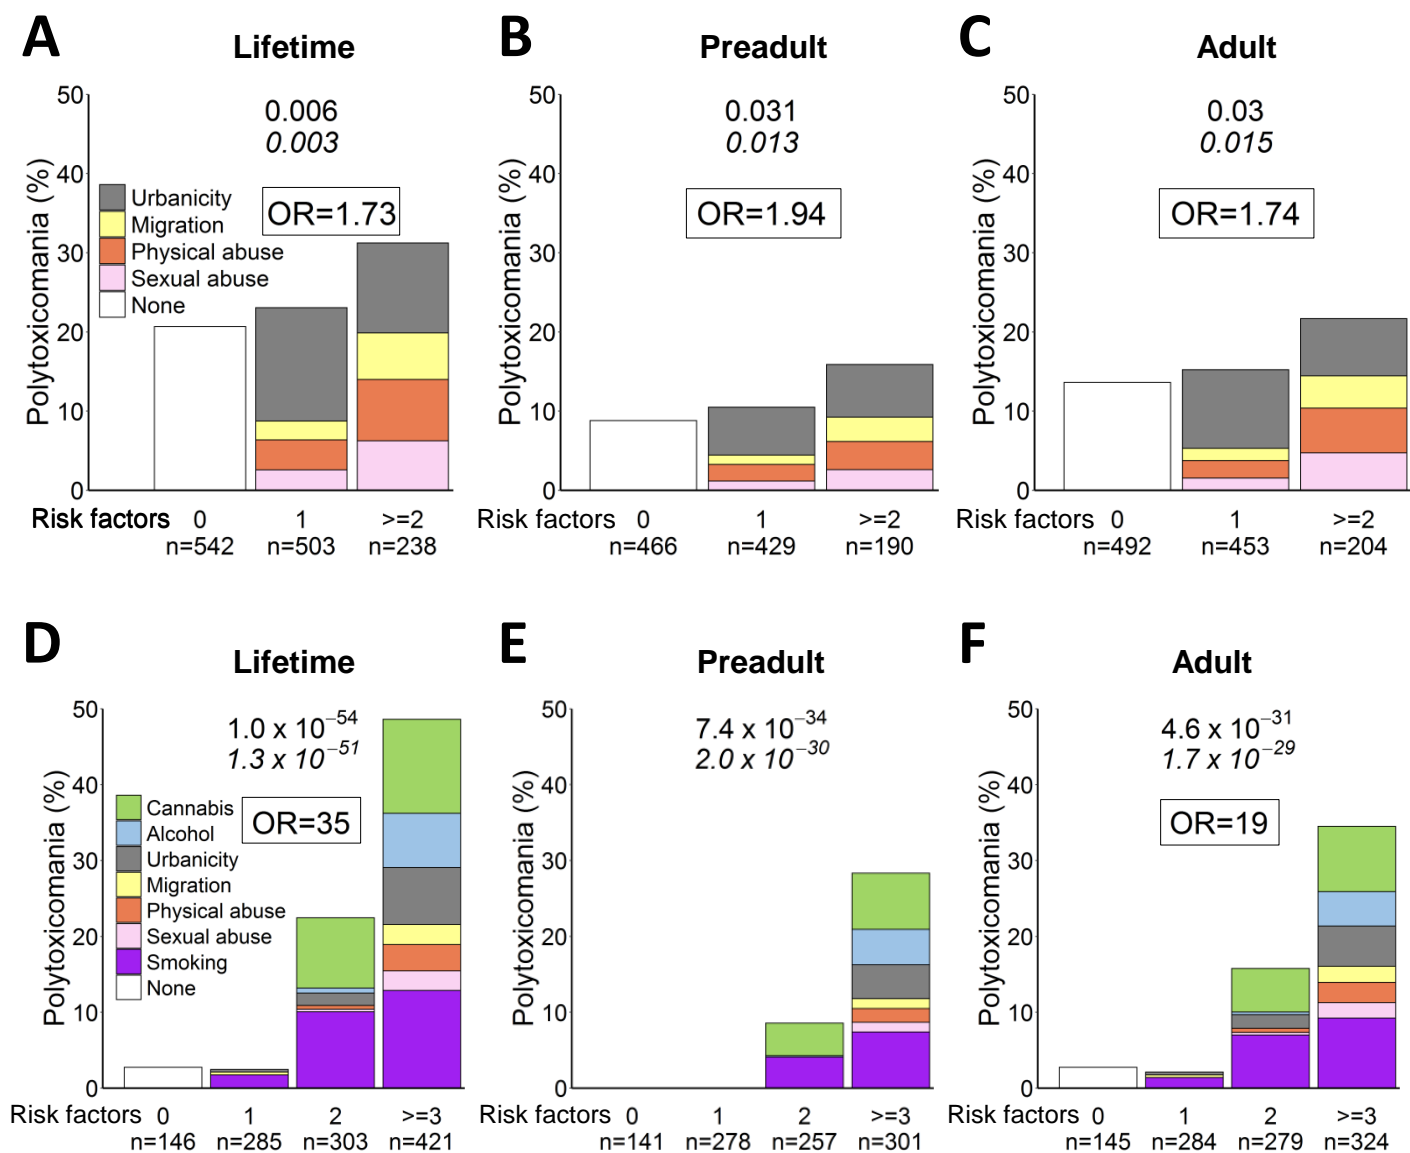 A
Lifetime
50
40
30
20
10
0
Polytoxicomania (%)
0.006
0.003
OR=1.73
Urbanicity
Migration
Physical abuse
Sexual abuse
None
Risk factors 0 1 >=2
n=542 n=503 n=238
B
Preadult
50
40
30
20
10
0
Polytoxicomania (%)
0.031
0.013
OR=1.94
Risk factors 0 1 >=2
n=466 n=429 n=190
C
Adult
50
40
30
20
10
0
Polytoxicomania (%)
0.03
0.015
OR=1.74
Risk factors 0 1 >=2
n=492 n=453 n=204
D
Lifetime
50
40
30
20
10
0
Polytoxicomania (%)
1.0 x 10⁻⁵⁴
1.3 x 10⁻⁵¹
OR=35
Cannabis
Alcohol
Urbanicity
Migration
Physical abuse
Sexual abuse
Smoking
None
Risk factors 0 1 2 >=3
n=146 n=285 n=303 n=421
E
Preadult
50
40
30
20
10
0
Polytoxicomania (%)
7.4 x 10⁻³⁴
2.0 x 10⁻³⁰
Risk factors 0 1 2 >=3
n=141 n=278 n=257 n=301
F
Adult
50
40
30
20
10
0
Polytoxicomania (%)
4.6 x 10⁻³¹
1.7 x 10⁻²⁹
OR=19
Risk factors 0 1 2 >=3
n=145 n=284 n=279 n=324